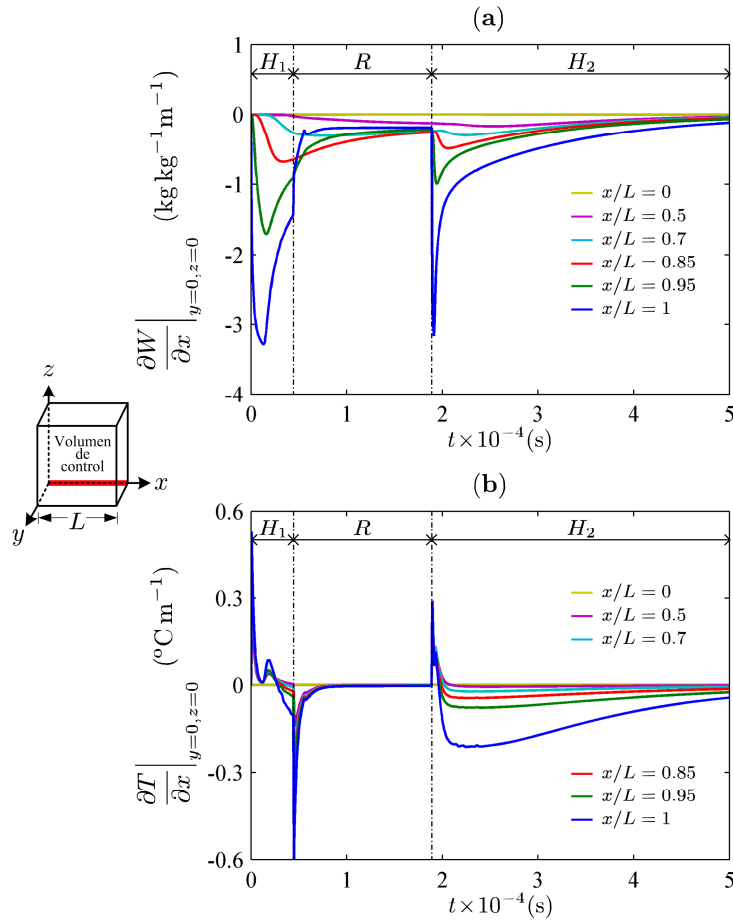 (a)
H₁ R H₂
1
0
-1
-2
-3
-4
∂W/∂x|y=0,z=0 (kg kg⁻¹m⁻¹)
x/L = 0
x/L = 0.5
x/L = 0.7
x/L − 0.85
x/L = 0.95
x/L = 1
0 1 2 3 4 5
t×10⁻⁴(s)
z
Volumen
de
control
x
y
L
(b)
H₁ R H₂
0.6
0.3
0
-0.3
-0.6
∂T/∂x|y=0,z=0 (ºC m⁻¹)
x/L = 0
x/L = 0.5
x/L = 0.7
x/L = 0.85
x/L = 0.95
x/L = 1
0 1 2 3 4 5
t×10⁻⁴(s)